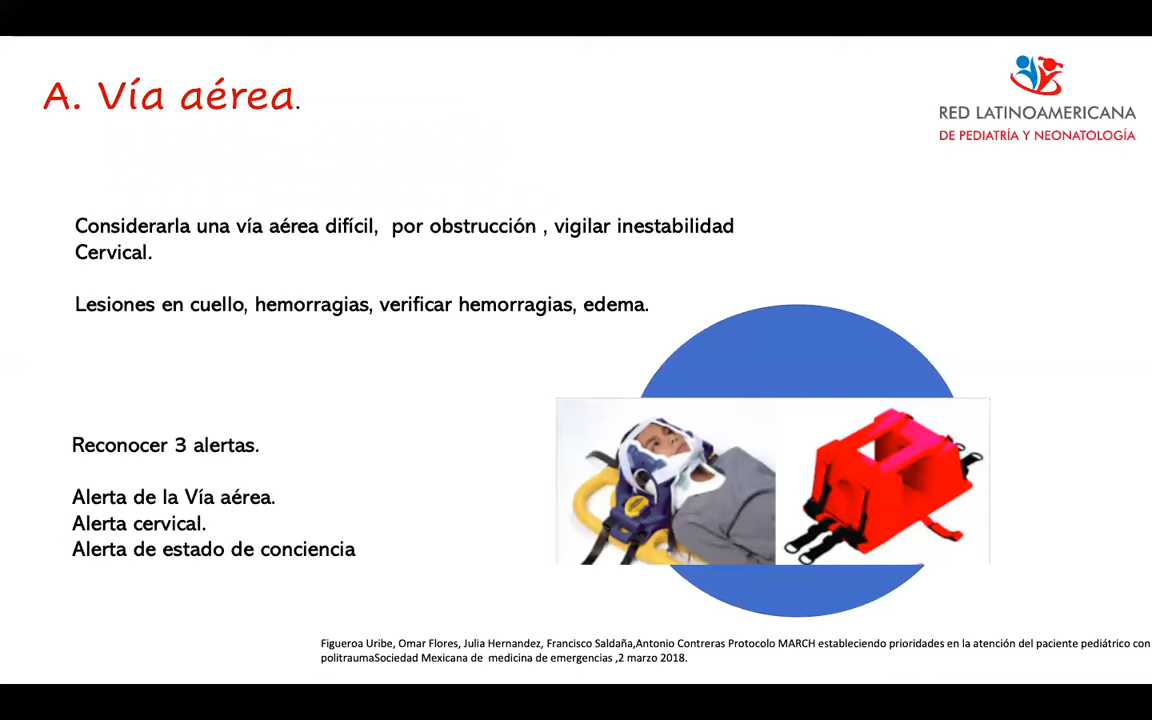 A. Vía aérea.
RED LATINOAMERICANA
DE PEDIATRÍA Y NEONATOLOGÍA
Considerarla una vía aérea difícil, por obstrucción , vigilar inestabilidad
Cervical.
Lesiones en cuello, hemorragias, verificar hemorragias, edema.
Reconocer 3 alertas.
Alerta de la Vía aérea.
Alerta cervical.
Alerta de estado de conciencia
Figueroa Uribe, Omar Flores, Julia Hernandez, Francisco Saldaña,Antonio Contreras Protocolo MARCH estableciendo prioridades en la atención del paciente pediátrico con
politraumaSociedad Mexicana de medicina de emergencias ,2 marzo 2018.